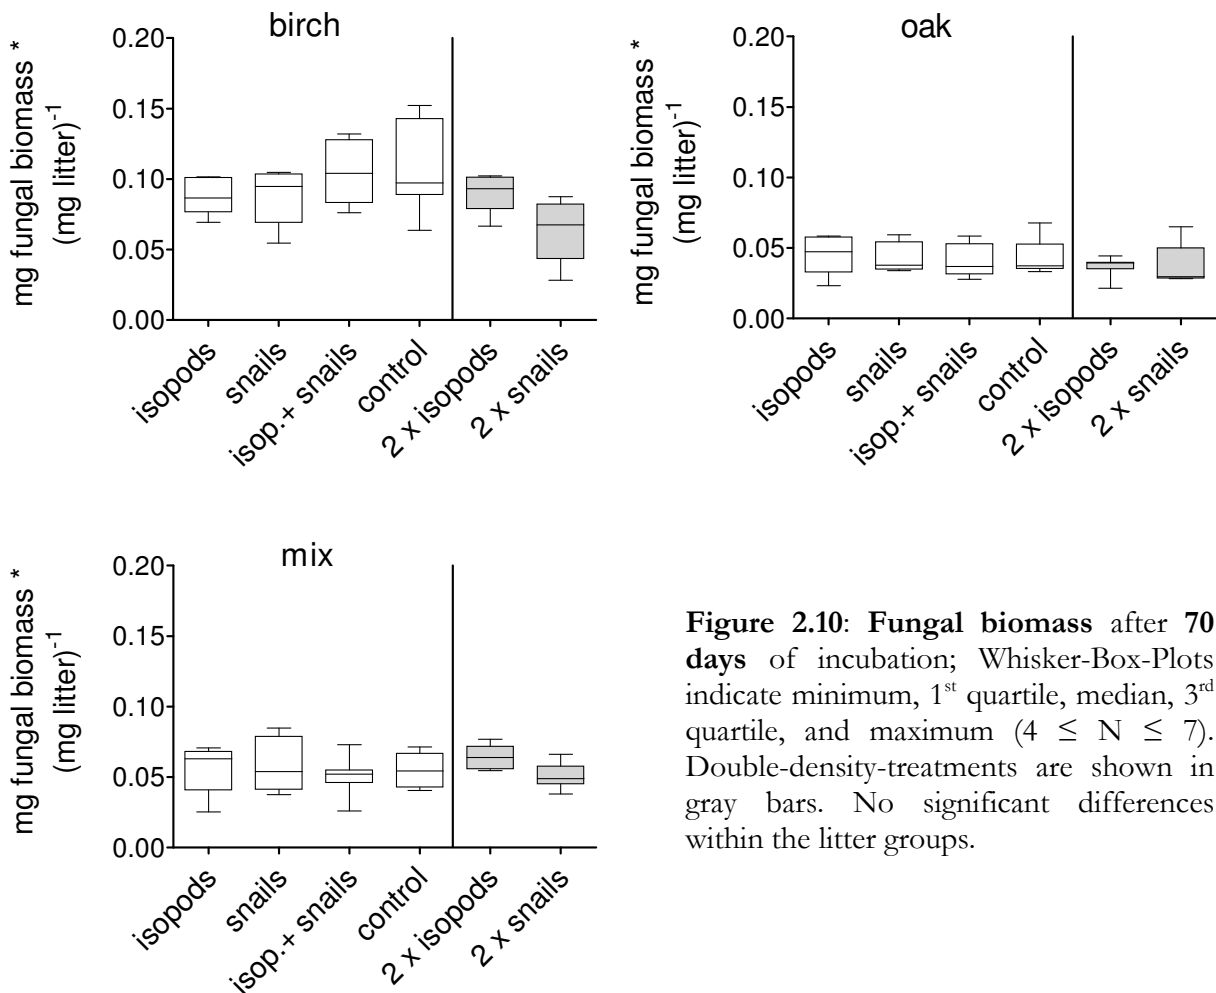 birch
mg fungal biomass *
(mg litter)-1
0.20
0.15
0.10
0.05
0.00
isopods
snails
isop.+ snails
control
2 x isopods
2 x snails
oak
mg fungal biomass *
(mg litter)-1
0.20
0.15
0.10
0.05
0.00
isopods
snails
isop.+ snails
control
2 x isopods
2 x snails
mix
mg fungal biomass *
(mg litter)-1
0.20
0.15
0.10
0.05
0.00
isopods
snails
isop.+ snails
control
2 x isopods
2 x snails
Figure 2.10: Fungal biomass after 70
days of incubation; Whisker-Box-Plots
indicate minimum, 1st quartile, median, 3rd
quartile, and maximum (4 ≤ N ≤ 7).
Double-density-treatments are shown in
gray bars. No significant differences
within the litter groups.